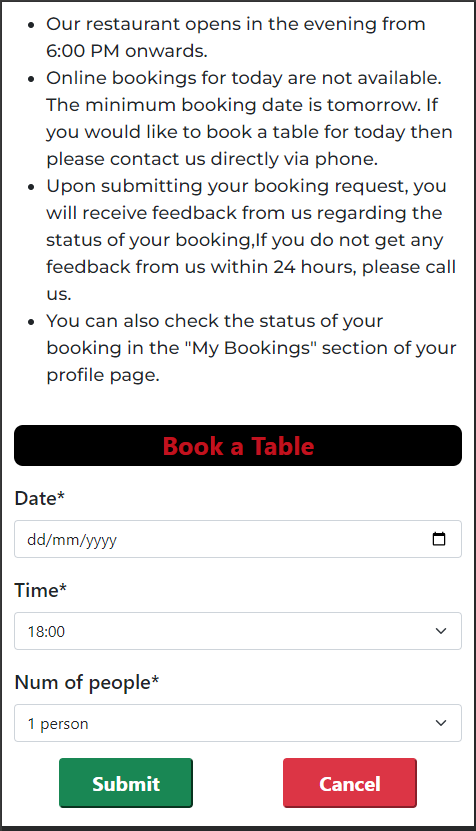 • Our restaurant opens in the evening from
6:00 PM onwards.
• Online bookings for today are not available.
The minimum booking date is tomorrow. If
you would like to book a table for today then
please contact us directly via phone.
• Upon submitting your booking request, you
will receive feedback from us regarding the
status of your booking,If you do not get any
feedback from us within 24 hours, please call
us.
• You can also check the status of your
booking in the "My Bookings" section of your
profile page.
Book a Table
Date*
dd/mm/yyyy
Time*
18:00
Num of people*
1 person
Submit
Cancel